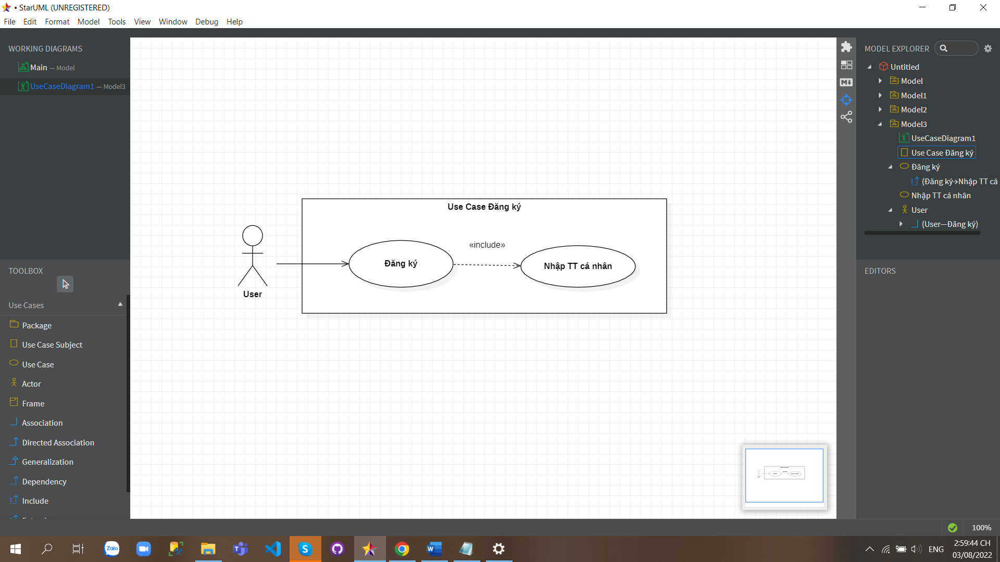 • StarUML (UNREGISTERED)
File Edit Format Model Tools View Window Debug Help
WORKING DIAGRAMS
Main — Model
UseCaseDiagram1 — Model3
TOOLBOX
Use Cases
Package
Use Case Subject
Use Case
Actor
Frame
Association
Directed Association
Generalization
Dependency
Include
Use Case Đăng ký
«include»
Đăng ký
Nhập TT cá nhân
User
MODEL EXPLORER
Untitled
Model
Model1
Model2
Model3
UseCaseDiagram1
Use Case Đăng ký
Đăng ký
(Đăng ký→Nhập TT cá
Nhập TT cá nhân
User
(User—Đăng ký)
EDITORS
100%
Zalo
ENG
2:59:44 CH
03/08/2022